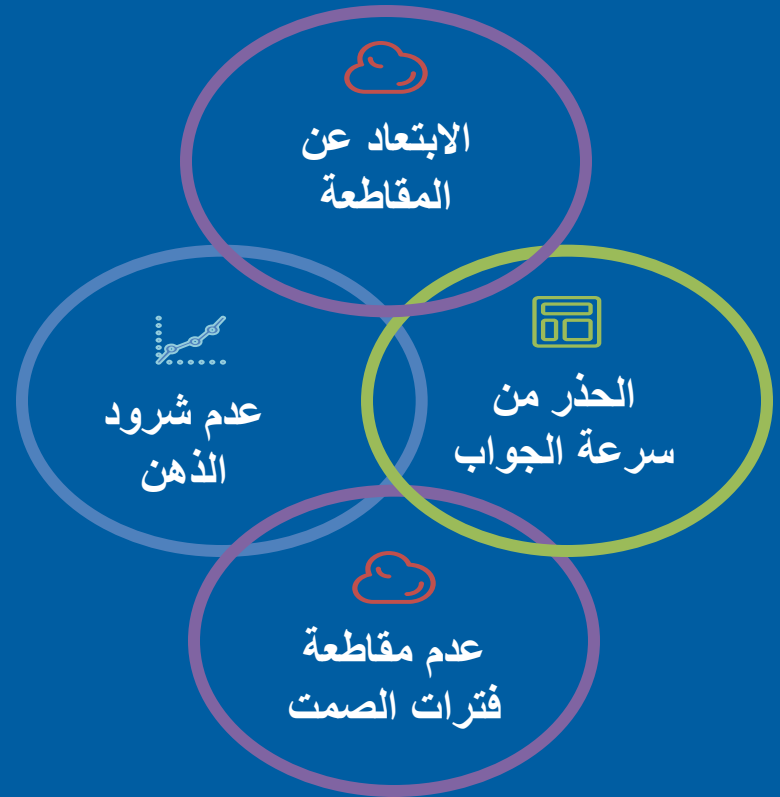 الابتعاد عن
المقاطعة
الحذر من
سرعة الجواب
عدم شرود
الذهن
عدم مقاطعة
فترات الصمت